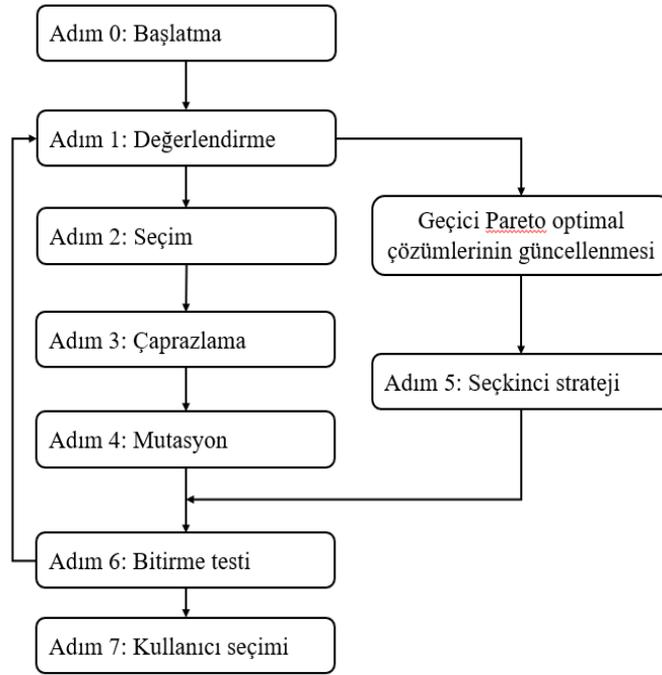 Adım 0: Başlatma
Adım 1: Değerlendirme
Adım 2: Seçim
Geçici Pareto optimal
çözümlerinin güncellenmesi
Adım 3: Çaprazlama
Adım 5: Seçkinci strateji
Adım 4: Mutasyon
Adım 6: Bitirme testi
Adım 7: Kullanıcı seçimi